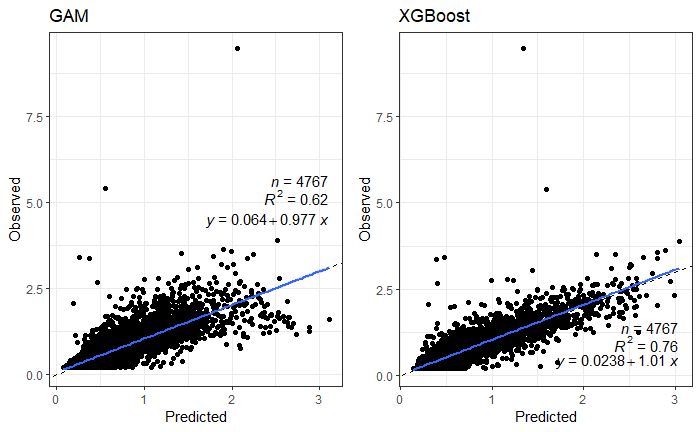 GAM
Observed
7.5
5.0
2.5
0.0
n = 4767
R² = 0.62
y = 0.064+0.977 x
0
1
2
3
Predicted
XGBoost
Observed
7.5
5.0
2.5
0.0
n = 4767
R² = 0.76
y = 0.0238+1.01 x
0
1
2
3
Predicted